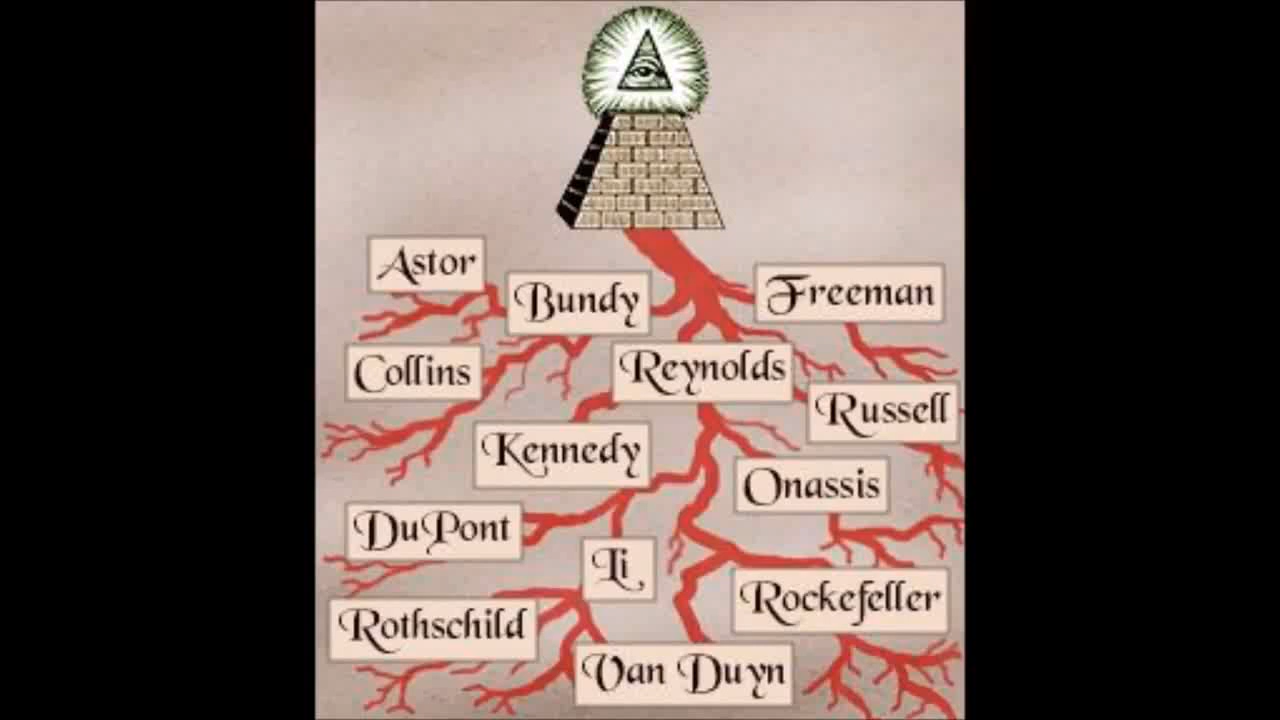 Astor
Bundy
Freeman
Collins
Reynolds
Russell
Kennedy
Onassis
DuPont
Li
Rockefeller
Rothschild
Van Duyn